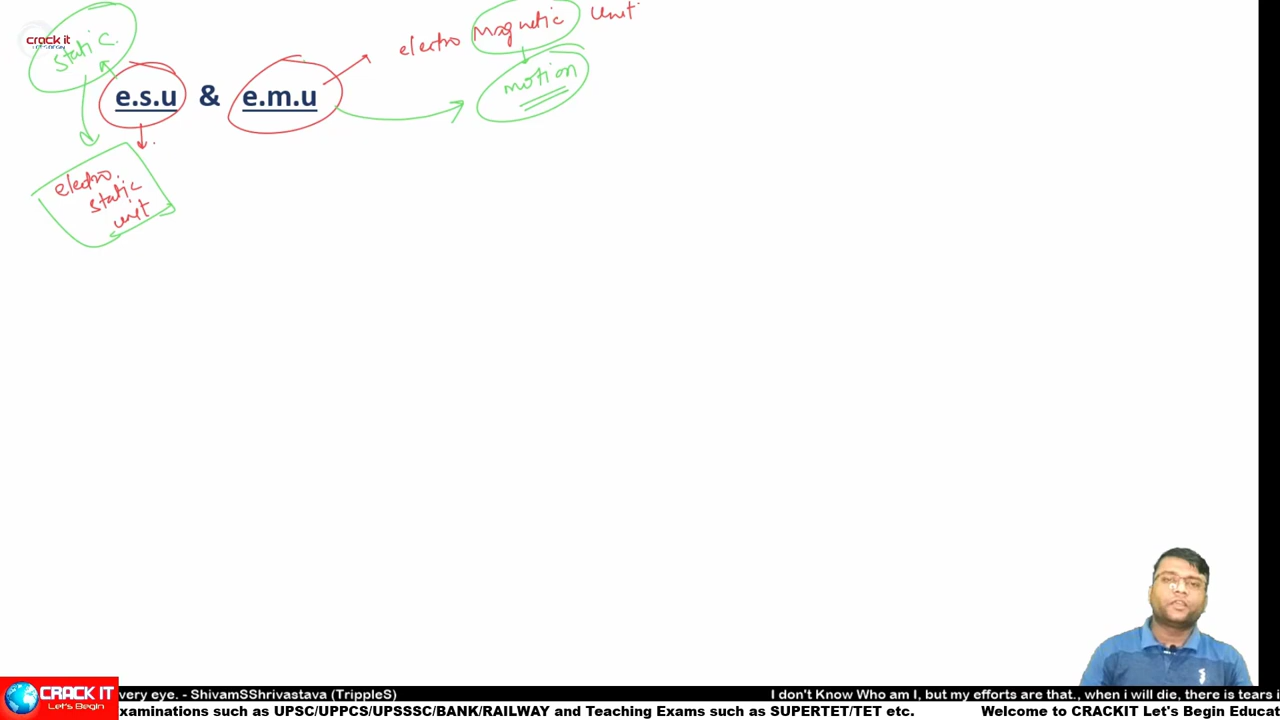 electro magnetic unit
crack it
LET'S BEGIN
static.
motion
e.s.u & e.m.u
electro.
static
unit
very eye. - ShivamSShrivastava (TrippleS) I don't Know Who am I, but my efforts are that., when i will die, there is tears i
CRACK IT
Let's Begin
xaminations such as UPSC/UPPCS/UPSSSC/BANK/RAILWAY and Teaching Exams such as SUPERTET/TET etc. Welcome to CRACKIT Let's Begin Educat